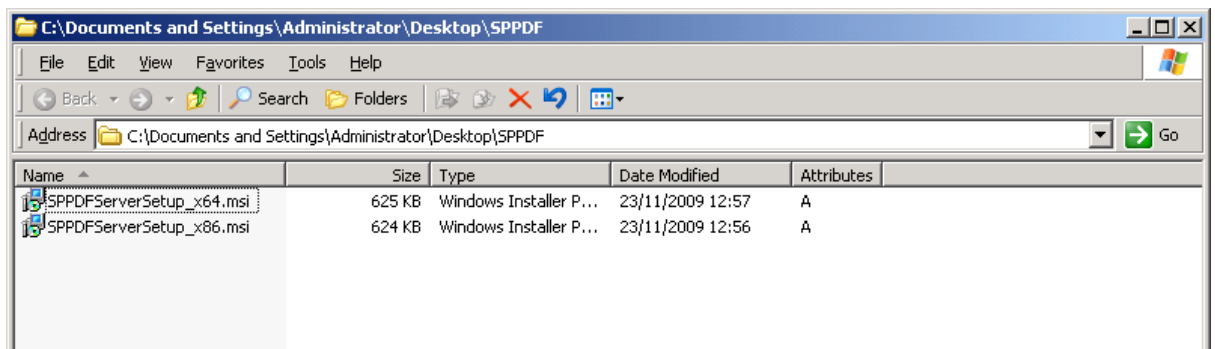 C:\Documents and Settings\Administrator\Desktop\SPPDF
File Edit View Favorites Tools Help
Back Search Folders
Address C:\Documents and Settings\Administrator\Desktop\SPPDF Go
Name Size Type Date Modified Attributes
SPPDFServerSetup_x64.msi 625 KB Windows Installer P... 23/11/2009 12:57 A
SPPDFServerSetup_x86.msi 624 KB Windows Installer P... 23/11/2009 12:56 A